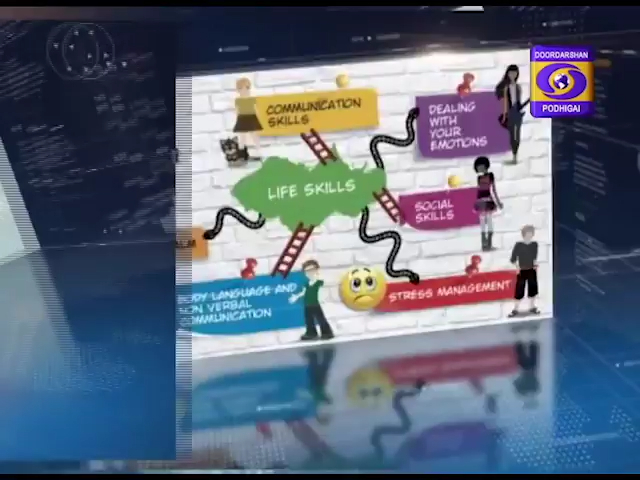 DOORDARSHAN
PODHIGAI
COMMUNICATION
SKILLS
DEALING
WITH
YOUR
EMOTIONS
LIFE SKILLS
SOCIAL
SKILLS
STRESS MANAGEMENT
BODY LANGUAGE AND
NON VERBAL
COMMUNICATION